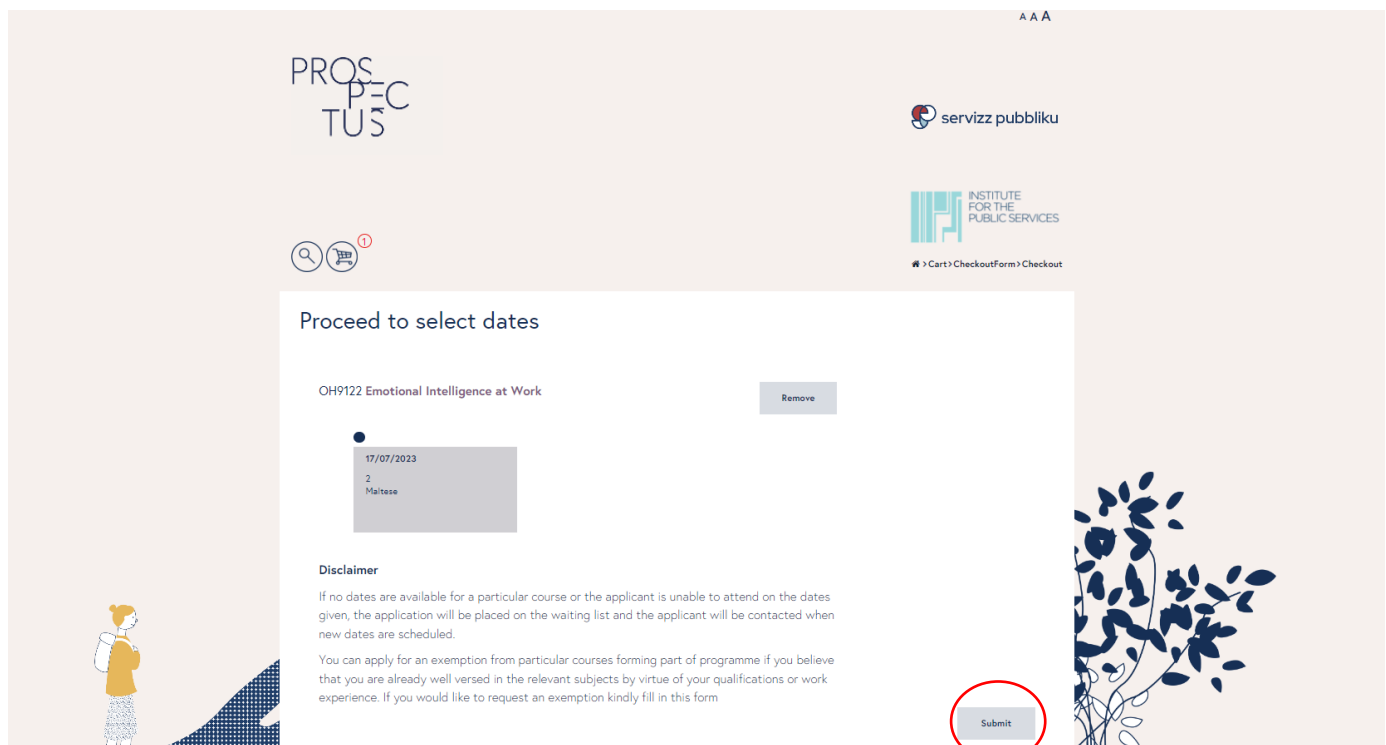 A A A
PROS
PEC
TUS
servizz pubbliku
INSTITUTE
FOR THE
PUBLIC SERVICES
1
> Cart > CheckoutForm > Checkout
Proceed to select dates
OH9122 Emotional Intelligence at Work
Remove
17/07/2023
2
Maltese
Disclaimer
If no dates are available for a particular course or the applicant is unable to attend on the dates
given, the application will be placed on the waiting list and the applicant will be contacted when
new dates are scheduled.
You can apply for an exemption from particular courses forming part of programme if you believe
that you are already well versed in the relevant subjects by virtue of your qualifications or work
experience. If you would like to request an exemption kindly fill in this form
Submit